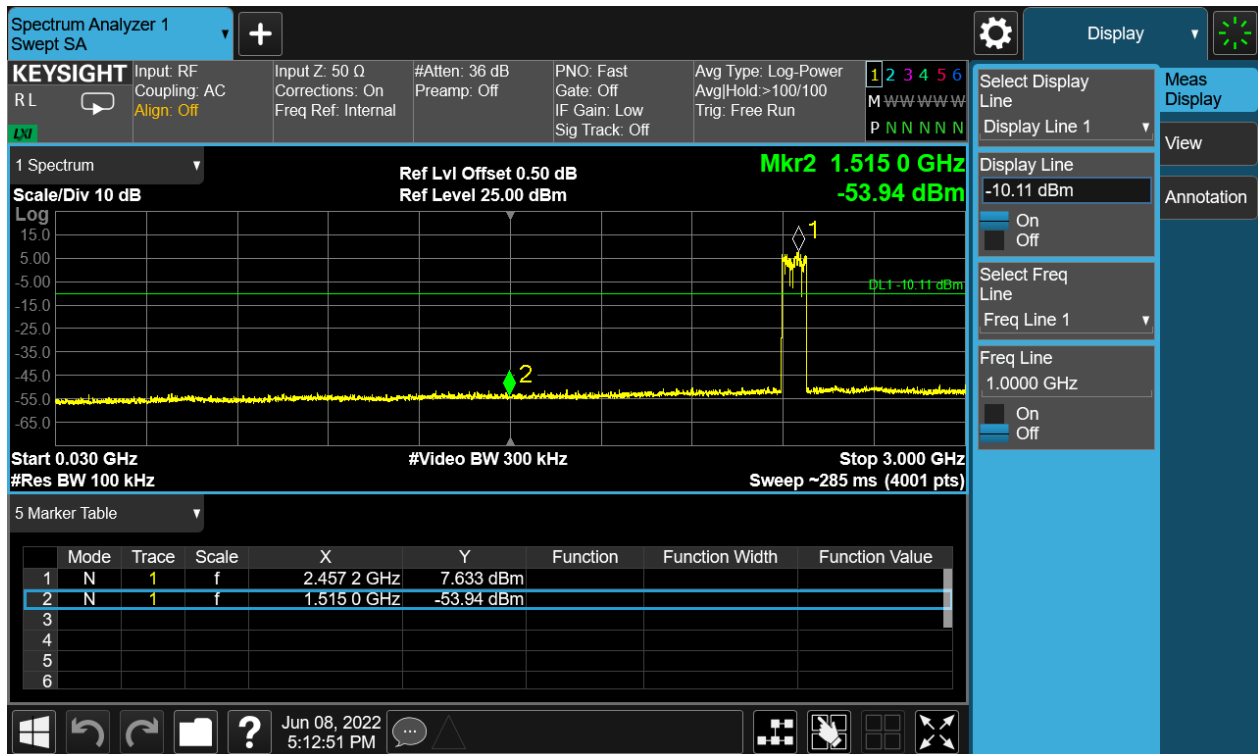 Spectrum Analyzer 1
Swept SA
+
Display
KEYSIGHT
R L
LXI
Input: RF
Coupling: AC
Align: Off
Input Z: 50 Ω
Corrections: On
Freq Ref: Internal
#Atten: 36 dB
Preamp: Off
PNO: Fast
Gate: Off
IF Gain: Low
Sig Track: Off
Avg Type: Log-Power
Avg|Hold:>100/100
Trig: Free Run
1 2 3 4 5 6
M W W W W W
P N N N N N
1 Spectrum
Scale/Div 10 dB
Ref Lvl Offset 0.50 dB
Ref Level 25.00 dBm
Mkr2 1.515 0 GHz
-53.94 dBm
Log
15.0
5.00
-5.00
-15.0
-25.0
-35.0
-45.0
-55.0
-65.0
1
DL1 -10.11 dBm
2
Start 0.030 GHz
#Res BW 100 kHz
#Video BW 300 kHz
Stop 3.000 GHz
Sweep ~285 ms (4001 pts)
5 Marker Table
Mode Trace Scale X Y Function Function Width Function Value
1 N 1 f 2.457 2 GHz 7.633 dBm
2 N 1 f 1.515 0 GHz -53.94 dBm
3
4
5
6
Select Display
Line
Display Line 1
Display Line
-10.11 dBm
On
Off
Select Freq
Line
Freq Line 1
Freq Line
1.0000 GHz
On
Off
Meas
Display
View
Annotation
?
Jun 08, 2022
5:12:51 PM